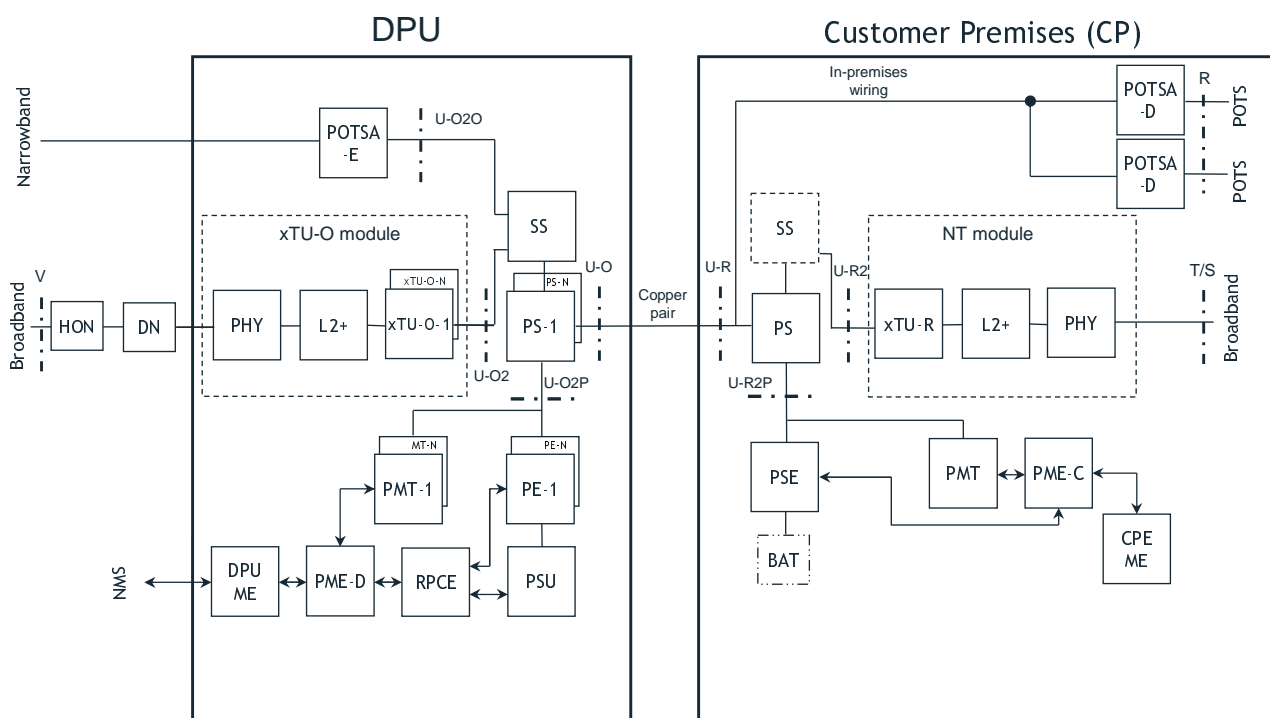 DPU
Customer Premises (CP)
Narrowband
POTSA
-E
U-O2O
In-premises
wiring
POTSA
-D
R
POTS
POTSA
-D
POTS
SS
xTU-O module
SS
NT module
V
Broadband
HON
DN
PHY
L2+
xTU-O-N
xTU-O-1
U-O2
PS-N
PS-1
U-O
Copper
pair
U-R
PS
U-R2
xTU-R
L2+
PHY
T/S
Broadband
U-O2P
U-R2P
MT-N
PMT-1
PE-N
PE-1
PSE
PMT
PME-C
NMS
DPU
ME
PME-D
RPCE
PSU
BAT
CPE
ME